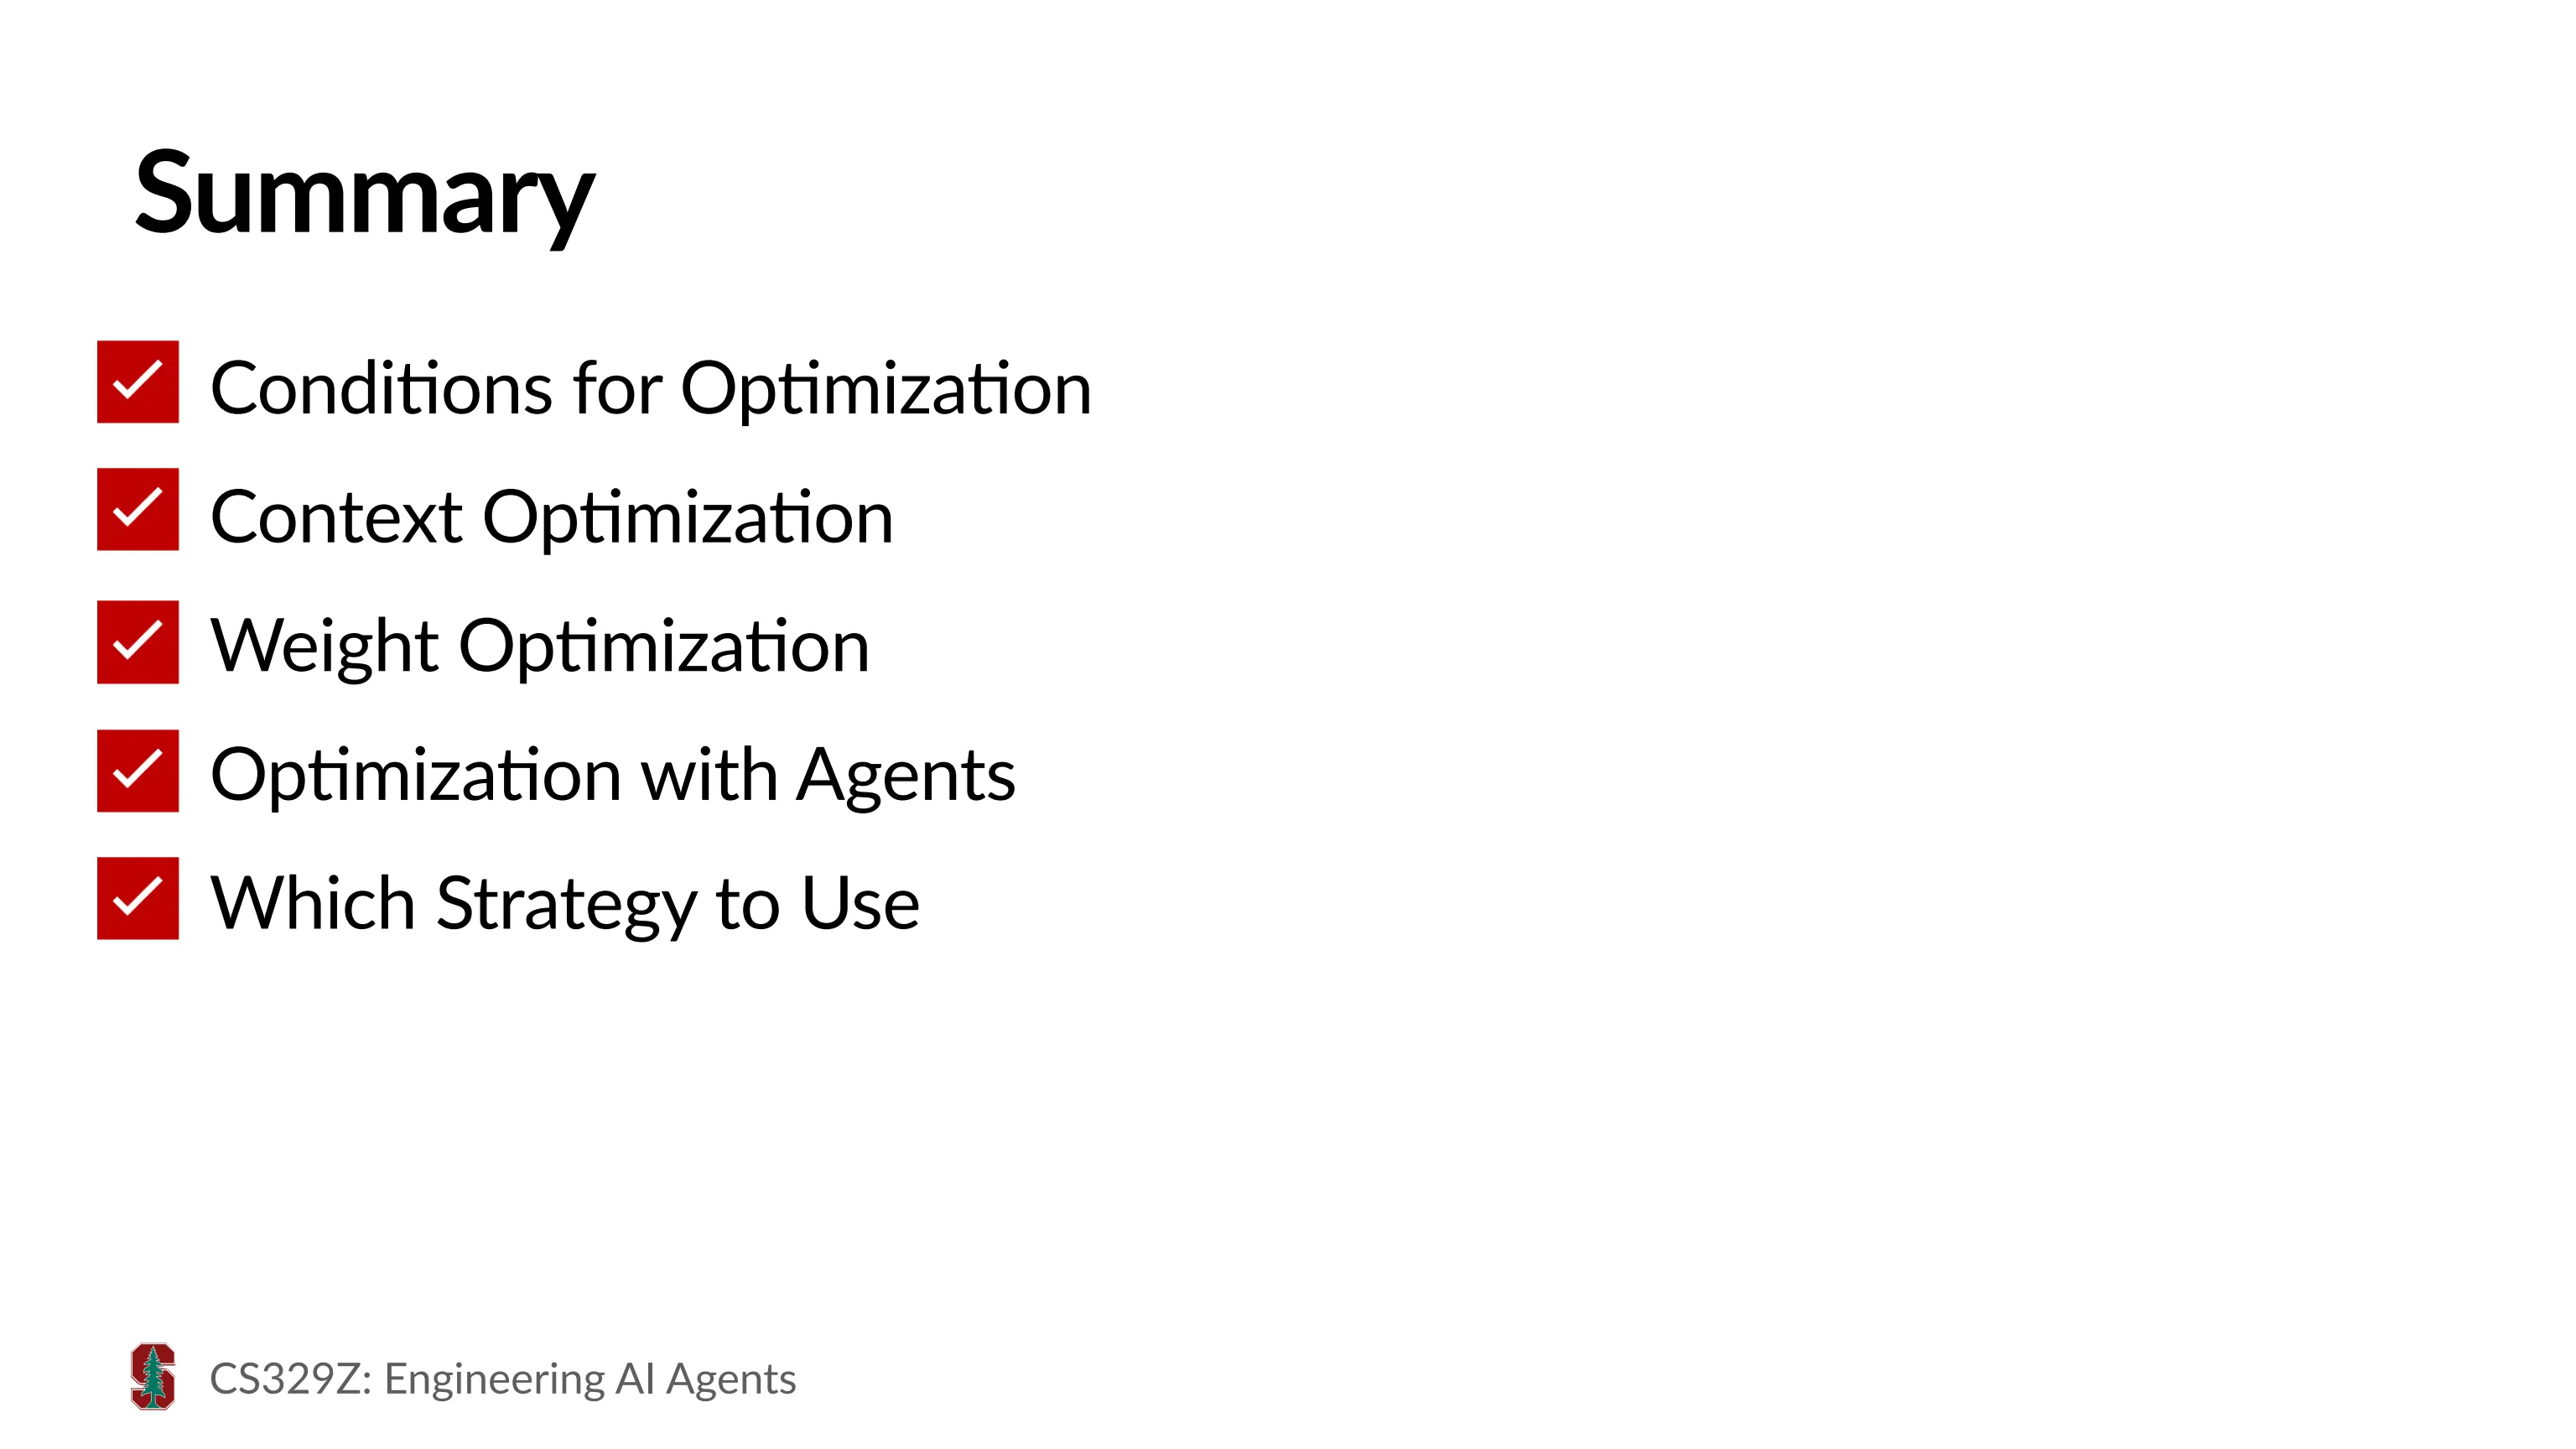 Summary
Conditions for Optimization
Context Optimization
Weight Optimization
Optimization with Agents
Which Strategy to Use
CS329Z: Engineering AI Agents